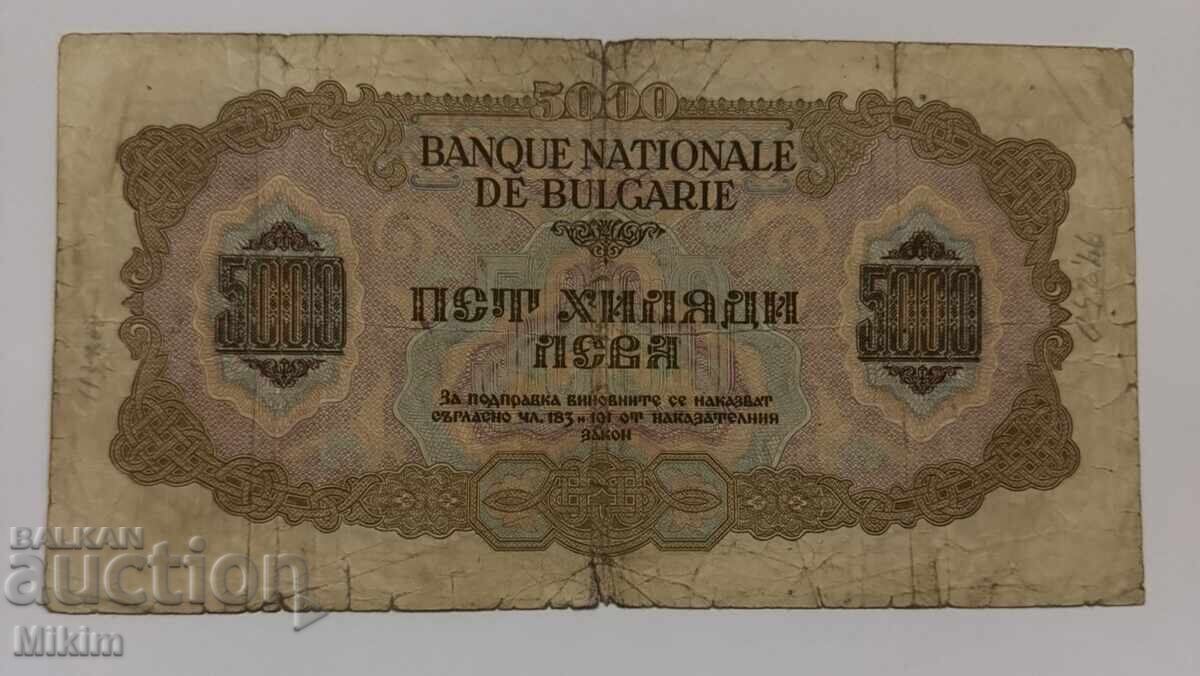 5000
BANQUE NATIONALE
DE BULGARIE
5000
5000
ПЕТ ХИЛЯДИ
ЛЕВА
За подправка виновните се наказват
съгласно чл. 183 и 191 от наказателния
закон
BALKAN
auction
Mikim